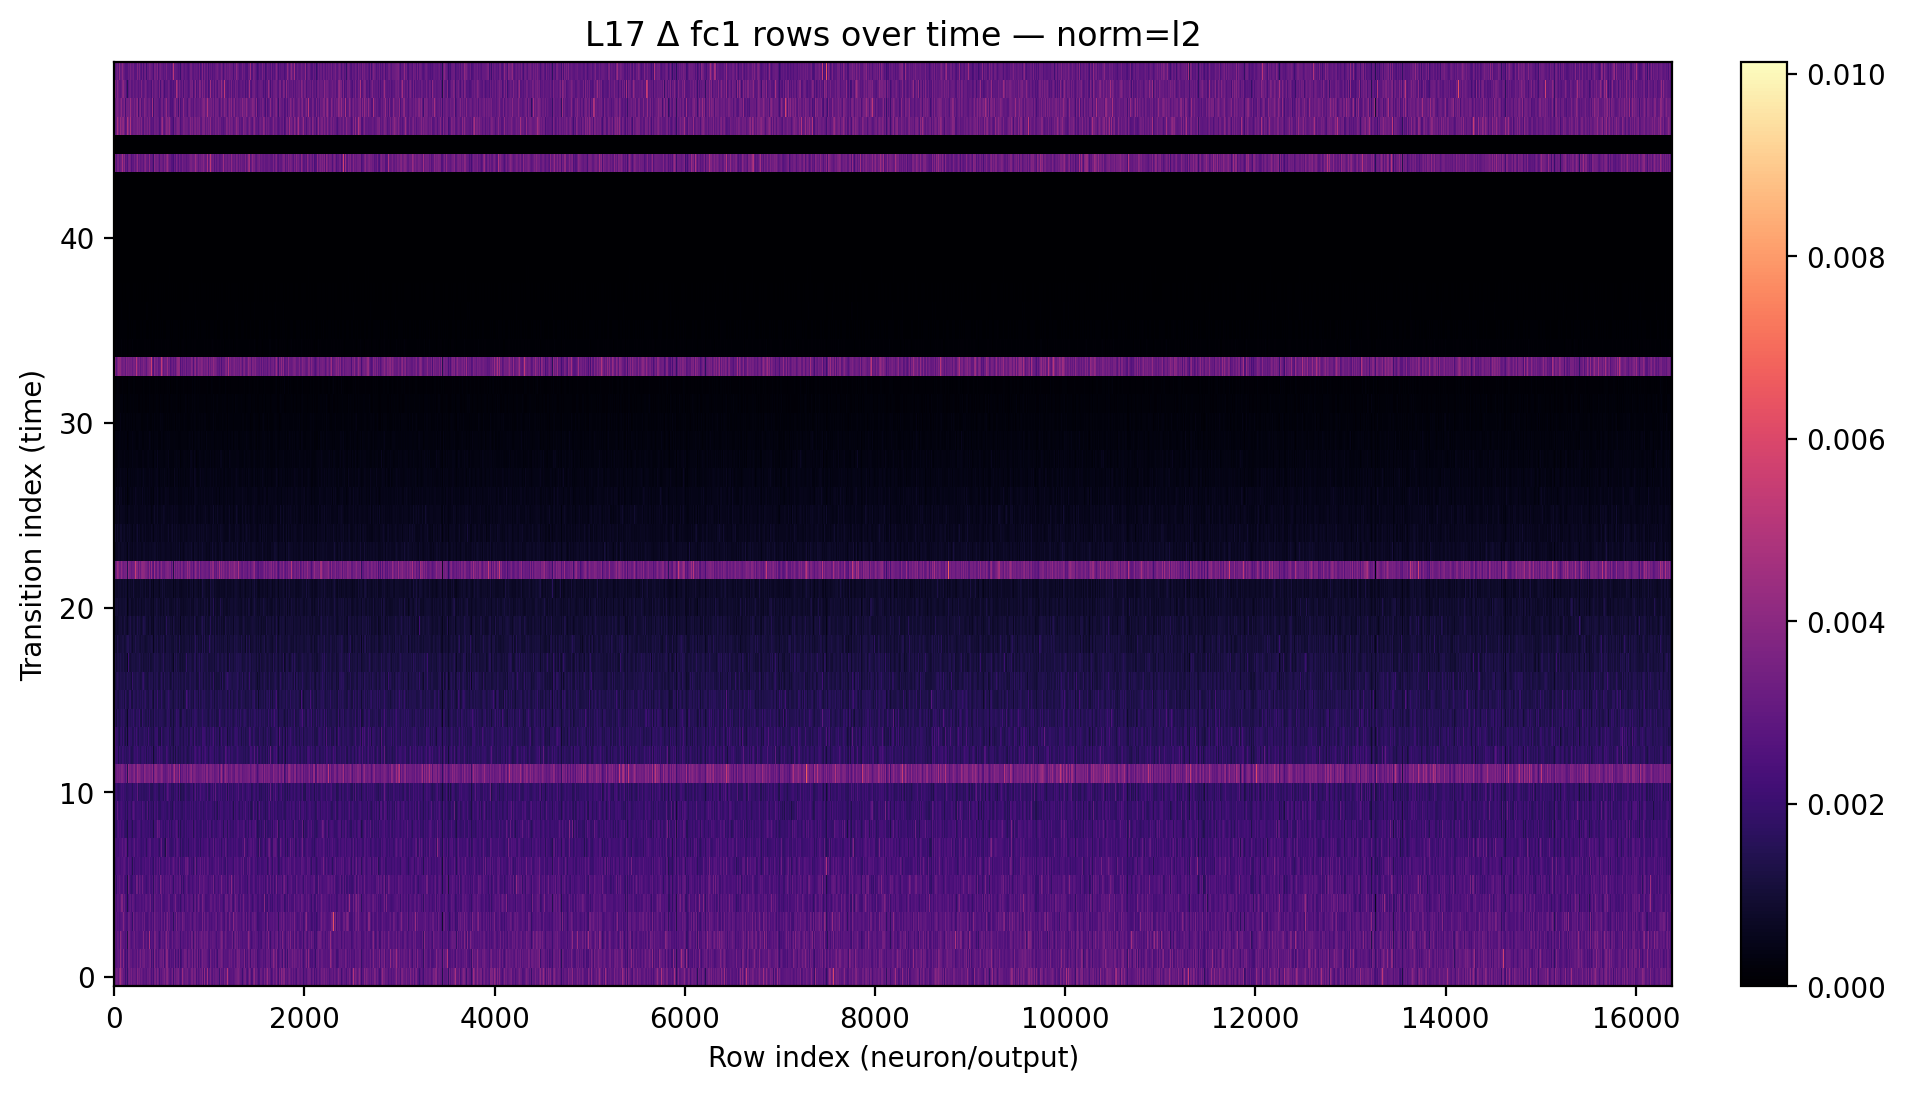 L17 Δ fc1 rows over time — norm=l2
Transition index (time)
40
30
20
10
0
0 2000 4000 6000 8000 10000 12000 14000 16000
Row index (neuron/output)
0.010
0.008
0.006
0.004
0.002
0.000